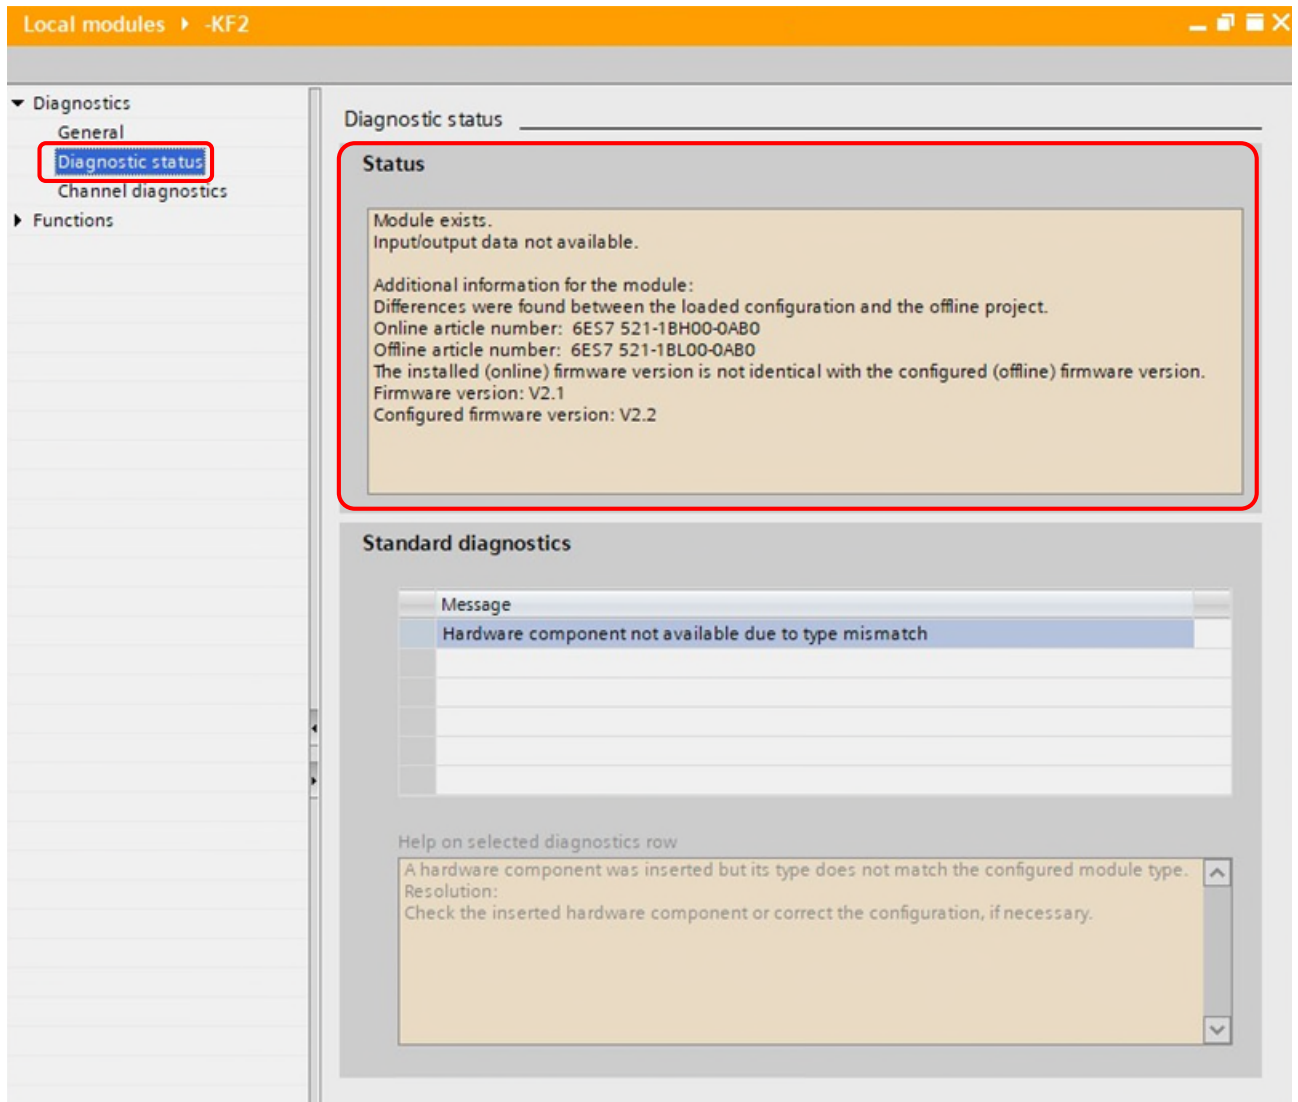 Local modules ▸ -KF2
Diagnostics
General
Diagnostic status
Channel diagnostics
Functions
Diagnostic status
Status
Module exists.
Input/output data not available.
Additional information for the module:
Differences were found between the loaded configuration and the offline project.
Online article number: 6ES7 521-1BH00-0AB0
Offline article number: 6ES7 521-1BL00-0AB0
The installed (online) firmware version is not identical with the configured (offline) firmware version.
Firmware version: V2.1
Configured firmware version: V2.2
Standard diagnostics
Message
Hardware component not available due to type mismatch
Help on selected diagnostics row
A hardware component was inserted but its type does not match the configured module type.
Resolution:
Check the inserted hardware component or correct the configuration, if necessary.